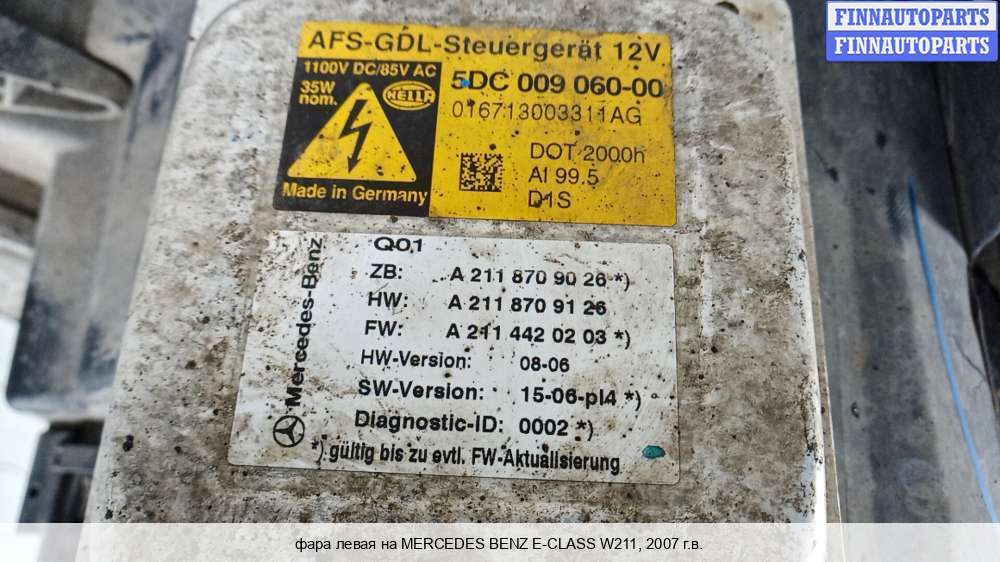 FINNAUTOPARTS
FINNAUTOPARTS
AFS-GDL-Steuergerät 12V
1100V DC/85V AC
35W
nom.
HELLA
Made in Germany
5DC 009 060-00
016713003311AG
DOT 2000h
AI 99.5
D1S
Mercedes-Benz
Q01
ZB: A 211 870 90 26 *)
HW: A 211 870 91 26
FW: A 211 442 02 03 *)
HW-Version: 08-06
SW-Version: 15-06-pl4 *)
Diagnostic-ID: 0002 *)
*) gültig bis zu evtl. FW-Aktualisierung
фара левая на MERCEDES BENZ E-CLASS W211, 2007 г.в.